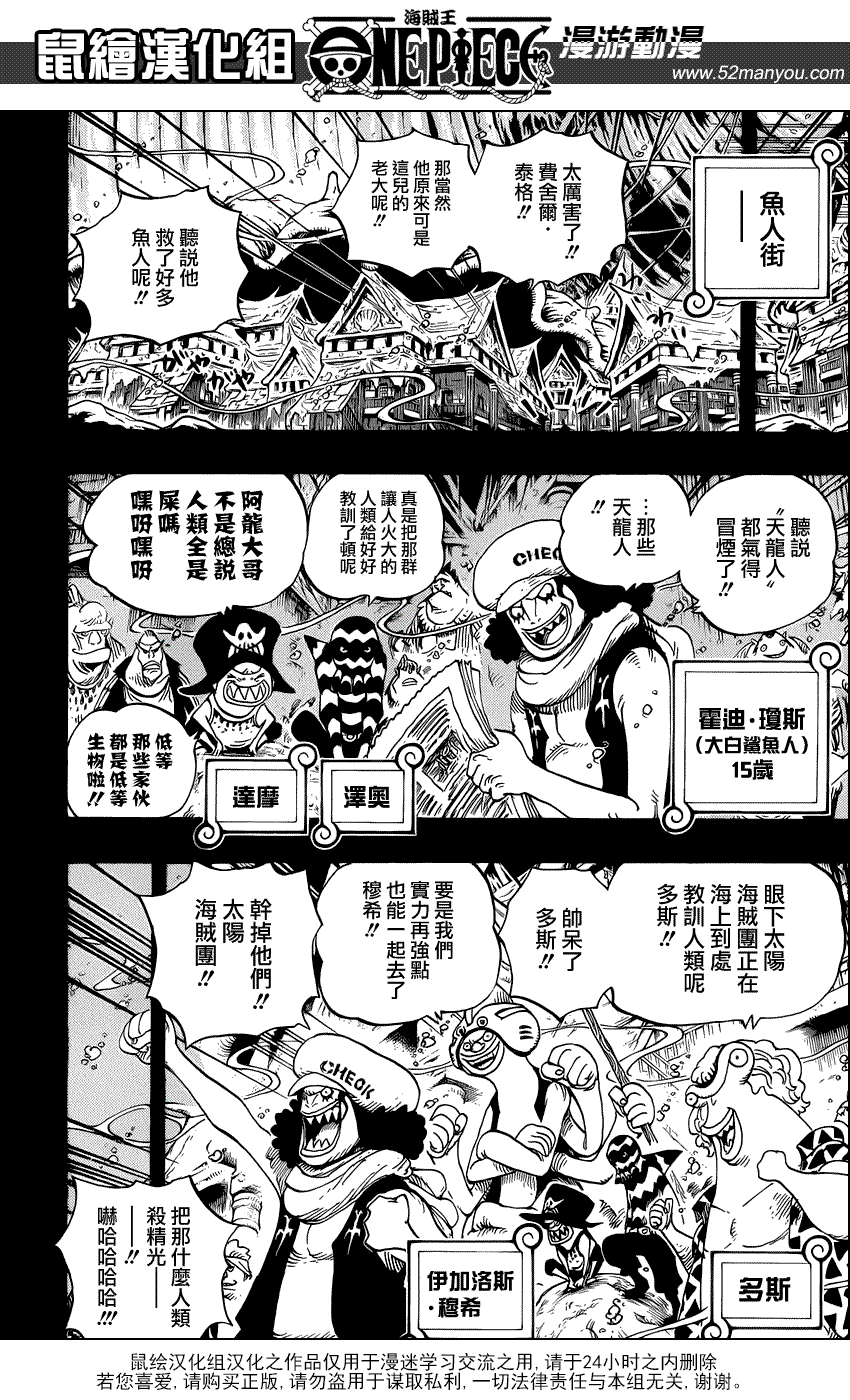 鼠繪漢化組
海賊王
ONE PIECE
漫游動漫
www.52manyou.com
魚人街
——
太厲害了!!
費舍爾·
泰格!!
那當然
他原來可是
這兒的
老大呢!!
聽說他
救了好多
魚人呢!!
聽說
“天龍人”
都氣得
冒煙了!!
…那些
天龍人
!!
CHECK
真是把那群
讓人火大的
人類給好好
教訓了頓呢
阿龍大哥
不是總說
人類全是
屎嗎
嘿呀嘿呀
霍迪·瓊斯
(大白鯊魚人)
15歲
澤奧
達摩
低等
那些家伙
都是低等
生物啦!!
眼下太陽
海賊團正在
海上到處
教訓人類呢
多斯!!
帥呆了
多斯!!
要是我們
實力再強點
也能一起去了
穆希!!
幹掉他們!!
太陽
海賊團!!
CHECK
把那什麼人類
殺精光——
——!!
嚇哈哈哈哈!!!
伊加洛斯
·穆希
多斯
鼠绘汉化组汉化之作品仅用于漫迷学习交流之用, 请于24小时之内删除
若您喜爱, 请购买正版, 请勿用于谋取私利, 一切法律责任与本组无关, 谢谢。